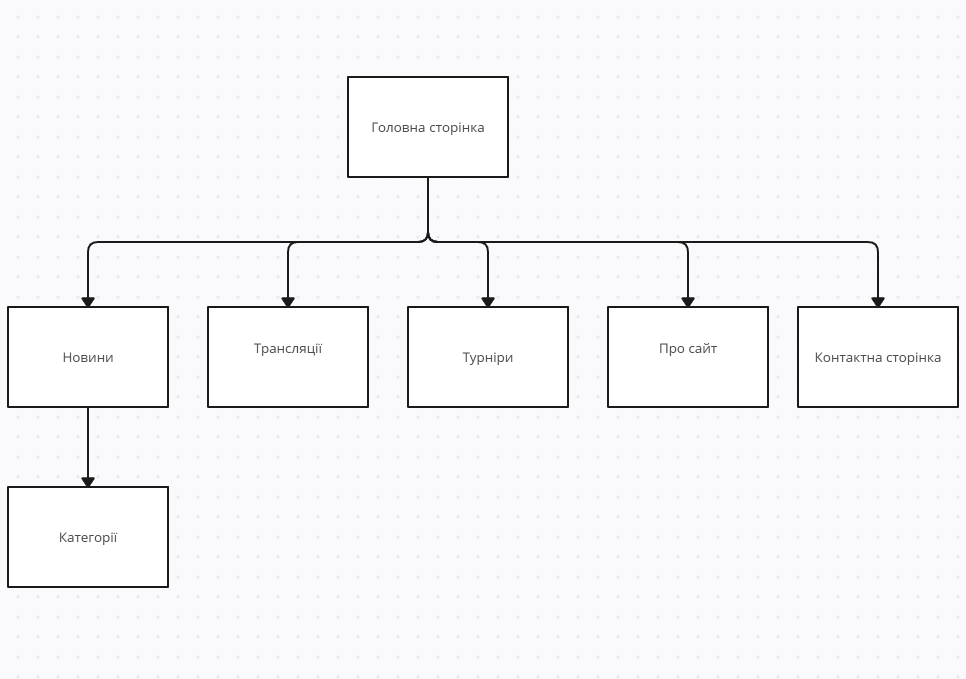 Головна сторінка
Новини
Трансляції
Турніри
Про сайт
Контактна сторінка
Категорії